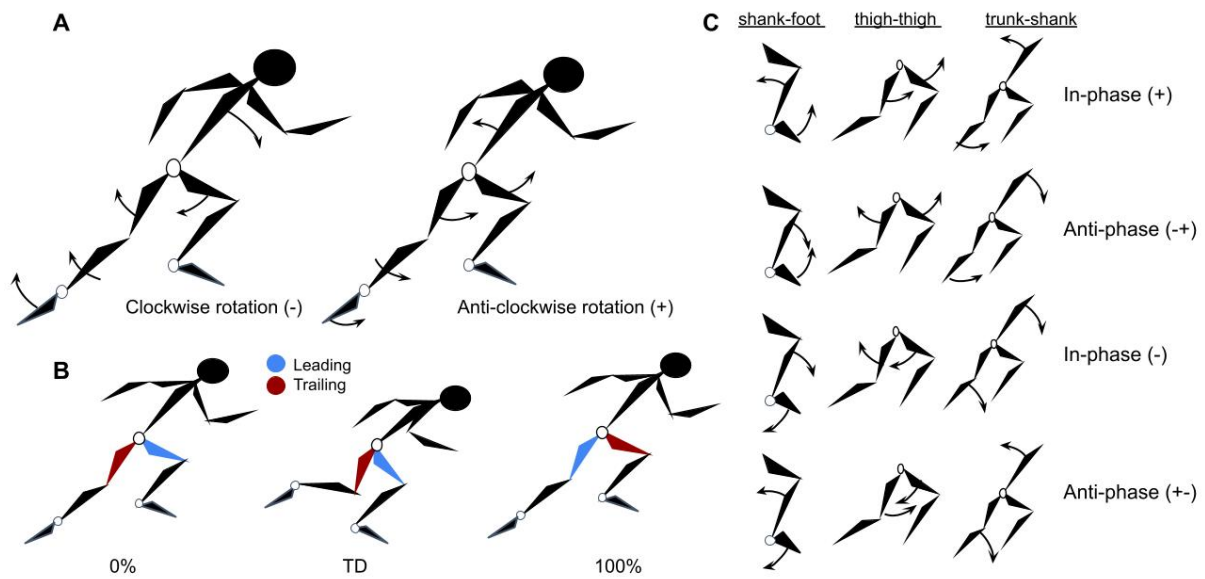 A
Clockwise rotation (-)
Anti-clockwise rotation (+)
B
Leading
Trailing
0%
TD
100%
C
shank-foot
thigh-thigh
trunk-shank
In-phase (+)
Anti-phase (-+)
In-phase (-)
Anti-phase (+-)